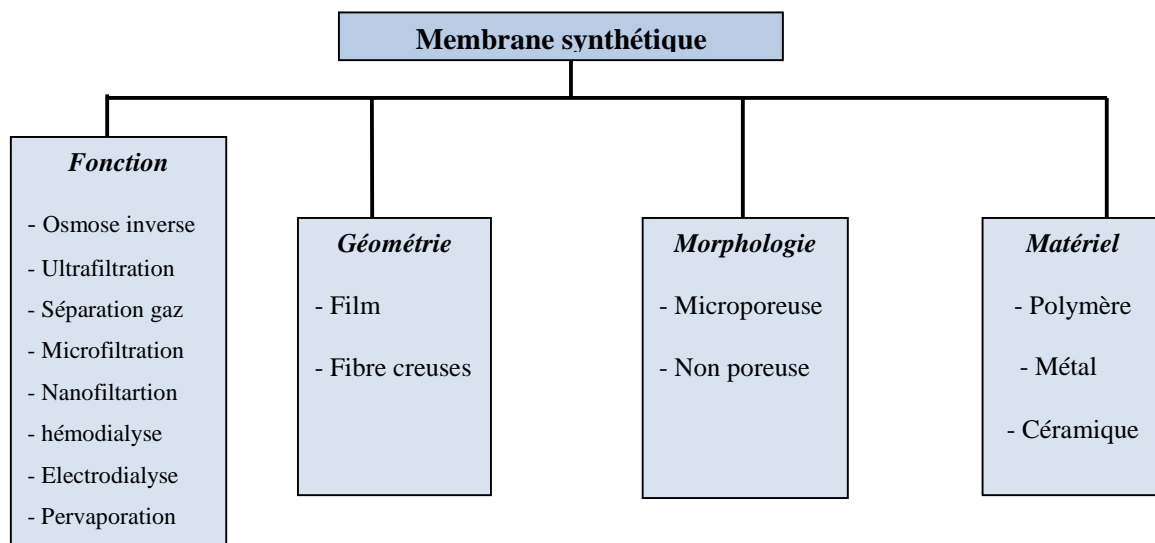 Membrane synthétique
Fonction
- Osmose inverse
- Ultrafiltration
- Séparation gaz
- Microfiltration
- Nanofiltartion
- hémodialyse
- Electrodialyse
- Pervaporation
Géométrie
- Film
- Fibre creuses
Morphologie
- Microporeuse
- Non poreuse
Matériel
- Polymère
- Métal
- Céramique